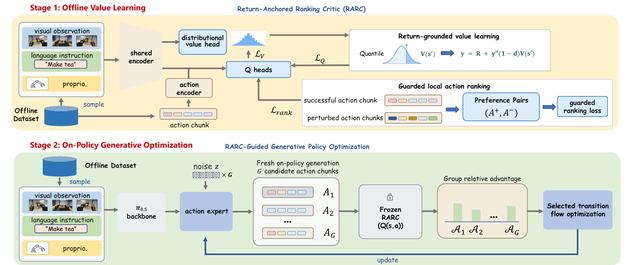 Stage 1: Offline Value Learning
Return-Anchored Ranking Critic (RARC)
visual observation
language instruction
"Make tea"
proprio.
Offline
Dataset
sample
shared
encoder
distributional
value head
action
encoder
action chunk
Q heads
ℒ_V
ℒ_Q
ℒ_rank
Return-grounded value learning
Quantile
V(s')
y = R + γⁿ(1 - d)V(s')
Guarded local action ranking
successful action chunk
perturbed action chunks
Preference Pairs
(A⁺, A⁻)
guarded
ranking loss
Stage 2: On-Policy Generative Optimization
RARC-Guided Generative Policy Optimization
Offline Dataset
sample
visual observation
language instruction
"Make tea"
proprio.
π₀.₅
backbone
noise z
× G
action expert
Fresh on-policy generation
G candidate action chunks
A₁
A₂
...
A_G
Frozen
RARC
(Q(s,a))
Group relative advantage
...
𝒜₁ 𝒜₂ 𝒜_G
Selected transition
flow optimization
update